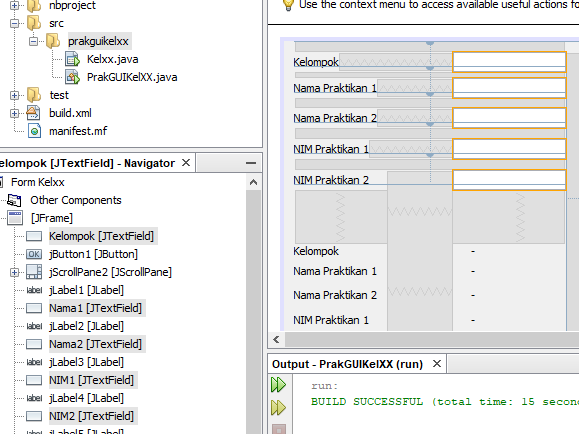 nbproject
src
prakguikelxx
Kelxx.java
PrakGUIKelXX.java
test
build.xml
manifest.mf
elompok [JTextField] - Navigator
Form Kelxx
Other Components
[JFrame]
Kelompok [JTextField]
OK jButton1 [JButton]
jScrollPane2 [JScrollPane]
label jLabel1 [JLabel]
Nama1 [JTextField]
label jLabel2 [JLabel]
Nama2 [JTextField]
label jLabel3 [JLabel]
NIM1 [JTextField]
label jLabel4 [JLabel]
NIM2 [JTextField]
label jLabel5 [JLabel]
Use the context menu to access available useful actions fo
Kelompok
Nama Praktikan 1
Nama Praktikan 2
NIM Praktikan 1
NIM Praktikan 2
Kelompok -
Nama Praktikan 1 -
Nama Praktikan 2 -
NIM Praktikan 1 -
Output - PrakGUIKelXX (run)
run:
BUILD SUCCESSFUL (total time: 15 secon